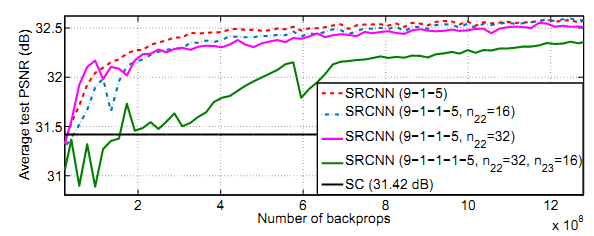 Average test PSNR (dB)
32.5
32
31.5
31
SRCNN (9−1−5)
SRCNN (9−1−1−5, n22=16)
SRCNN (9−1−1−5, n22=32)
SRCNN (9−1−1−1−5, n22=32, n23=16)
SC (31.42 dB)
2 4 6 8 10 12
Number of backprops
x 10^8